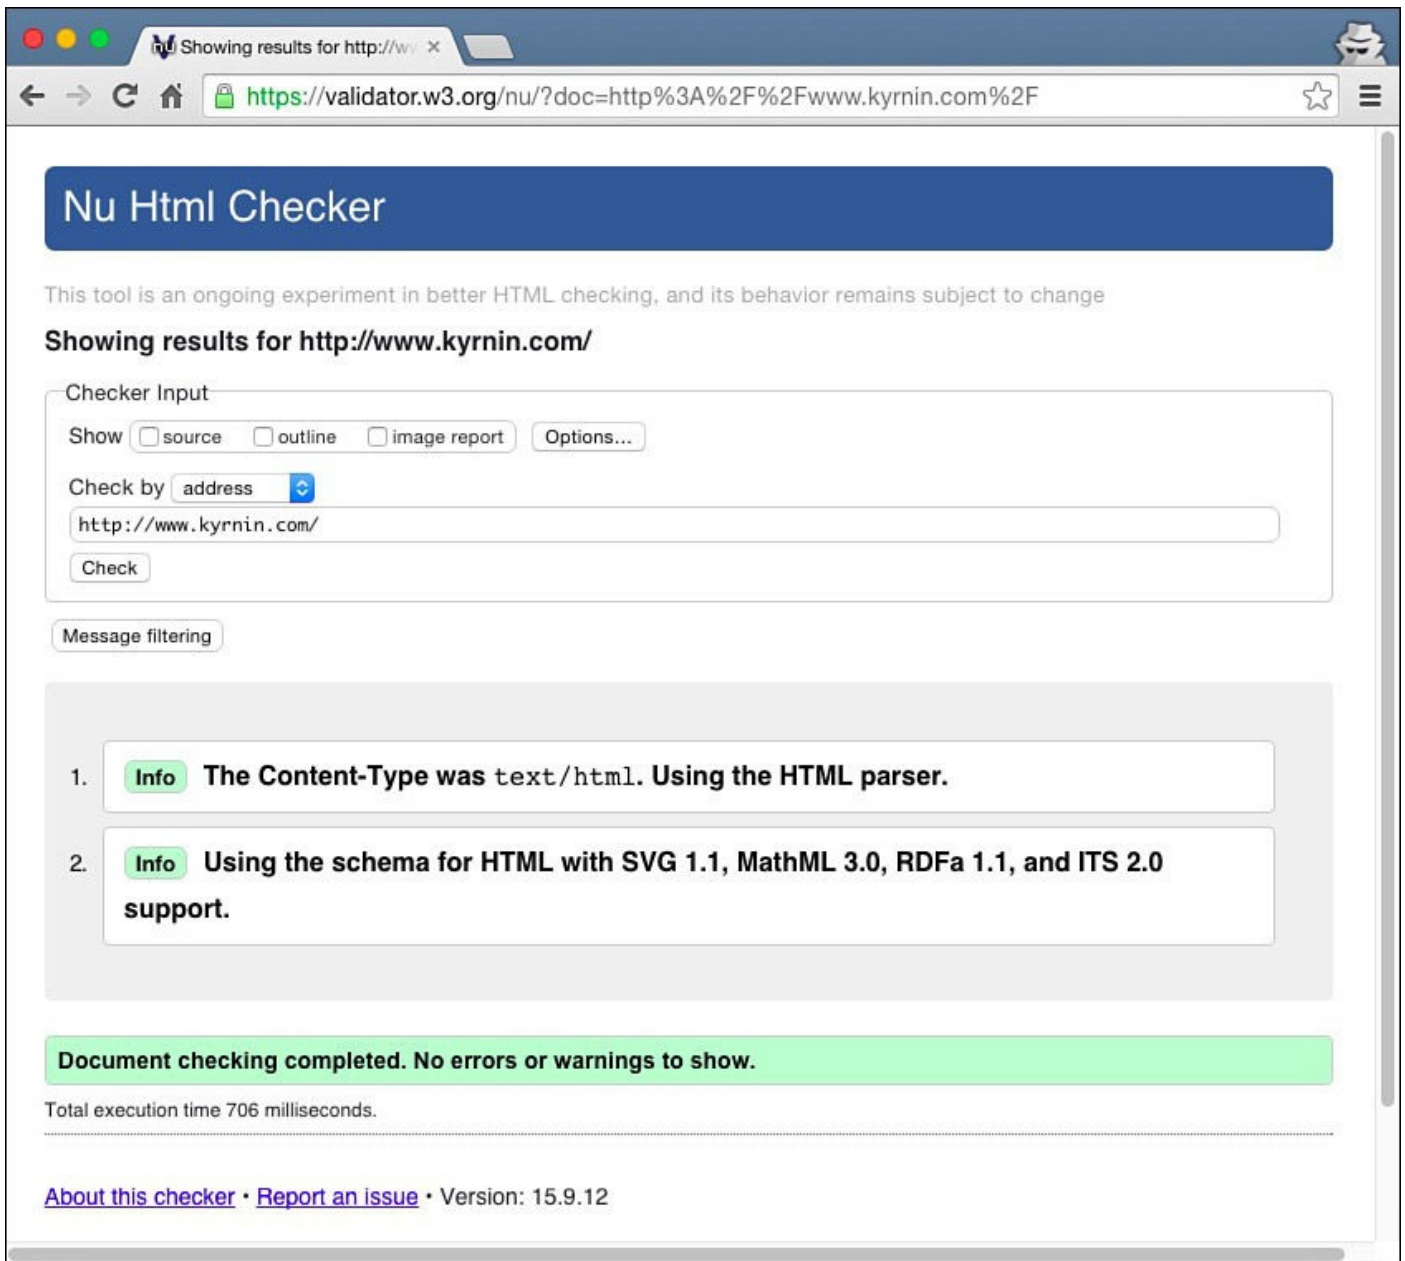 Showing results for http://w
https://validator.w3.org/nu/?doc=http%3A%2F%2Fwww.kyrnin.com%2F
Nu Html Checker
This tool is an ongoing experiment in better HTML checking, and its behavior remains subject to change
Showing results for http://www.kyrnin.com/
Checker Input
Show source outline image report Options...
Check by address
http://www.kyrnin.com/
Check
Message filtering
1. Info The Content-Type was text/html. Using the HTML parser.
2. Info Using the schema for HTML with SVG 1.1, MathML 3.0, RDFa 1.1, and ITS 2.0
support.
Document checking completed. No errors or warnings to show.
Total execution time 706 milliseconds.
About this checker • Report an issue • Version: 15.9.12